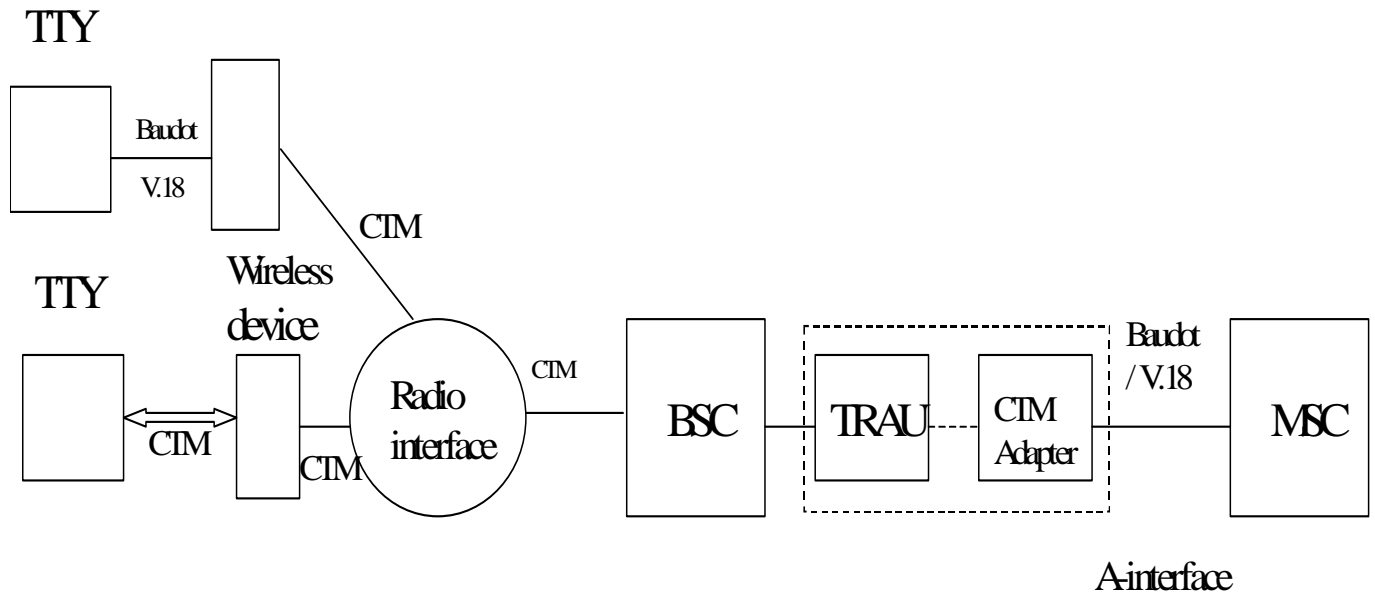 TTY
Baudot
V.18
CTM
Wireless
device
TTY
CTM
CTM
Radio
interface
CTM
BSC
TRAU
CTM
Adapter
Baudot
/ V.18
MSC
A-interface